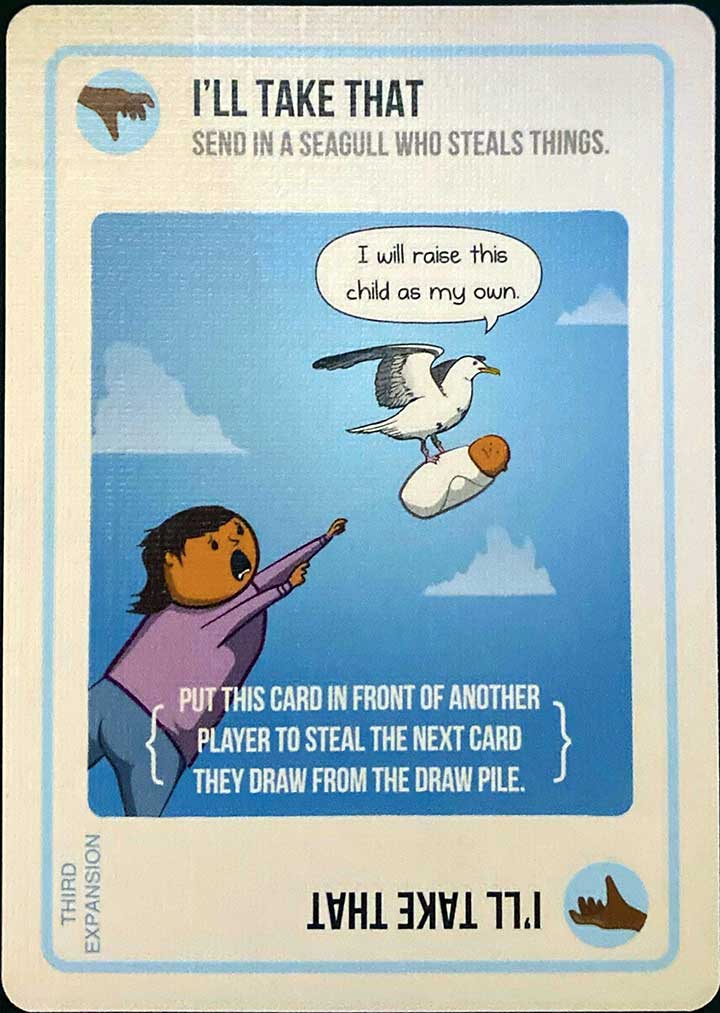 I'LL TAKE THAT
SEND IN A SEAGULL WHO STEALS THINGS.
I will raise this
child as my own.
PUT THIS CARD IN FRONT OF ANOTHER
PLAYER TO STEAL THE NEXT CARD
THEY DRAW FROM THE DRAW PILE.
THIRD
EXPANSION
I'LL TAKE THAT